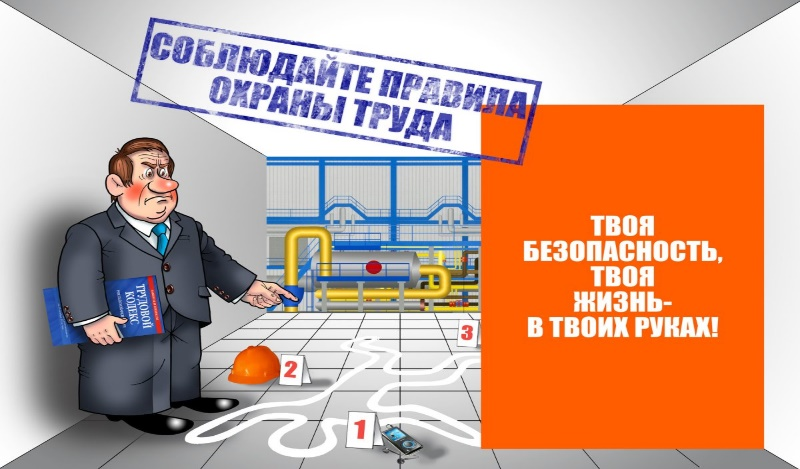 СОБЛЮДАЙТЕ ПРАВИЛА
ОХРАНЫ ТРУДА
ТВОЯ
БЕЗОПАСНОСТЬ,
ТВОЯ
ЖИЗНЬ-
В ТВОИХ РУКАХ!
ТРУДОВОЙ
КОДЕКС
3
2
1